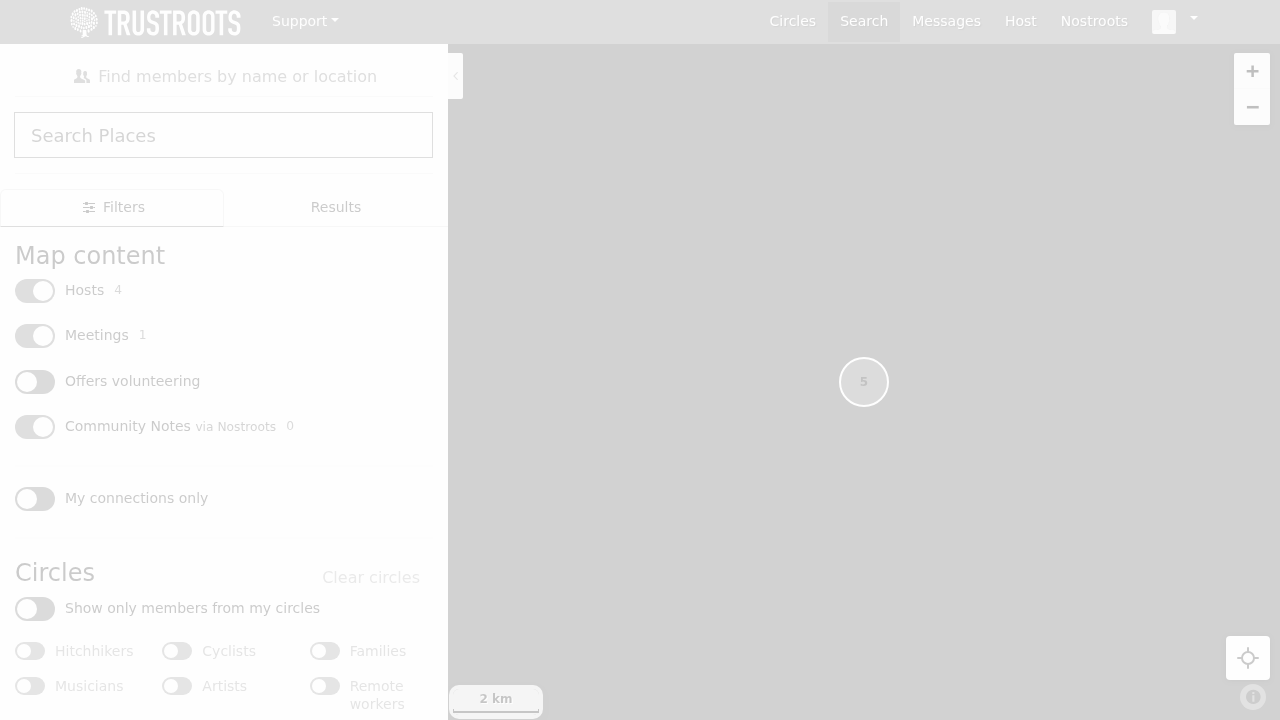 TRUSTROOTS Support Circles Search Messages Host Nostroots
Find members by name or location
Search Places
Filters Results
Map content
Hosts 4
Meetings 1
Offers volunteering
Community Notes via Nostroots 0
My connections only
Circles Clear circles
Show only members from my circles
Hitchhikers Cyclists Families
Musicians Artists Remote workers
5
2 km